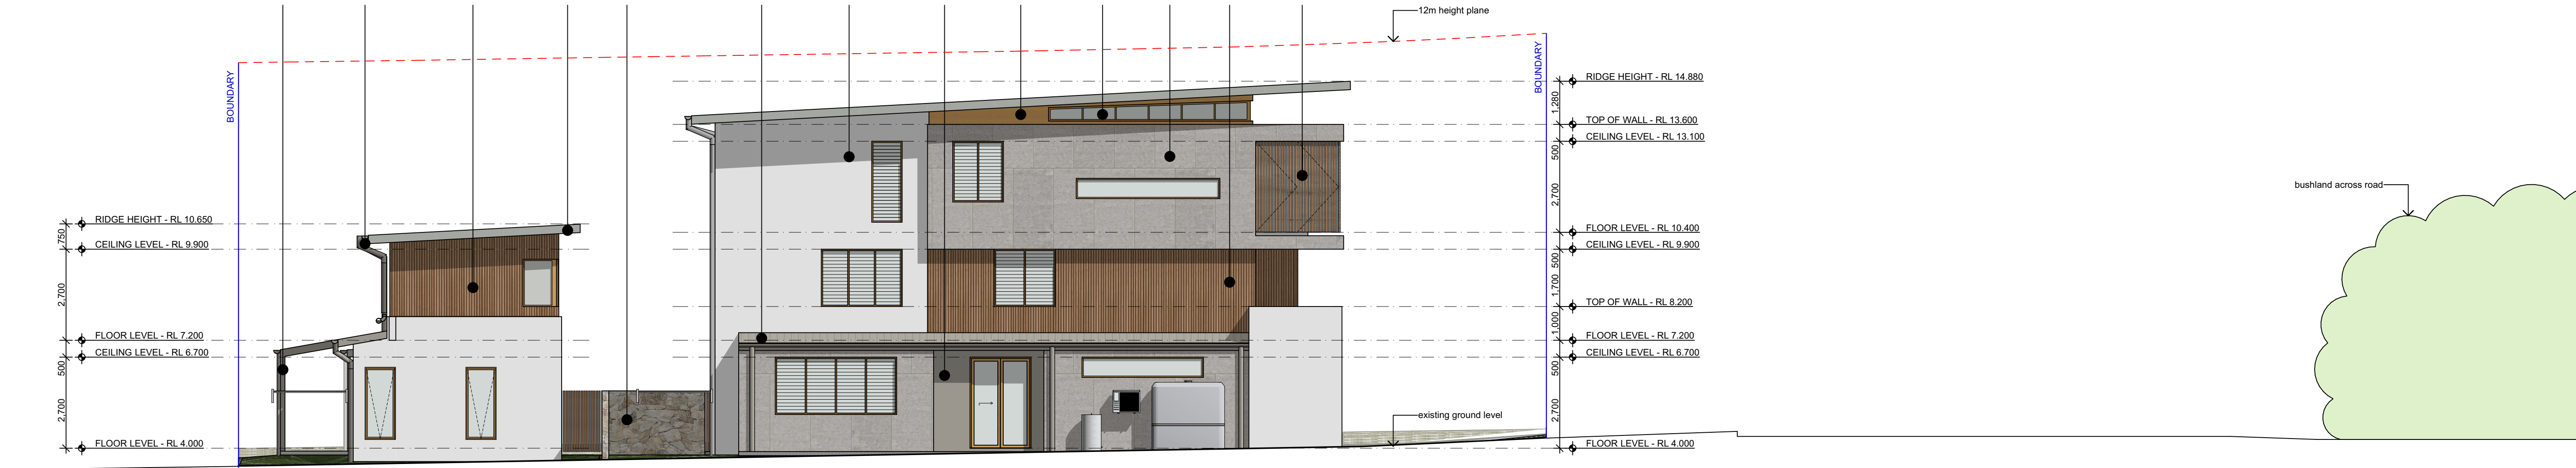 12m height plane
BOUNDARY
BOUNDARY
RIDGE HEIGHT - RL 14.880
1,280
TOP OF WALL - RL 13.600
CEILING LEVEL - RL 13.100
500
2,700
bushland across road
RIDGE HEIGHT - RL 10.650
750
CEILING LEVEL - RL 9.900
2,700
FLOOR LEVEL - RL 7.200
CEILING LEVEL - RL 6.700
500
2,700
FLOOR LEVEL - RL 4.000
FLOOR LEVEL - RL 10.400
CEILING LEVEL - RL 9.900
500
1,700
TOP OF WALL - RL 8.200
1,000
FLOOR LEVEL - RL 7.200
CEILING LEVEL - RL 6.700
500
2,700
existing ground level
FLOOR LEVEL - RL 4.000